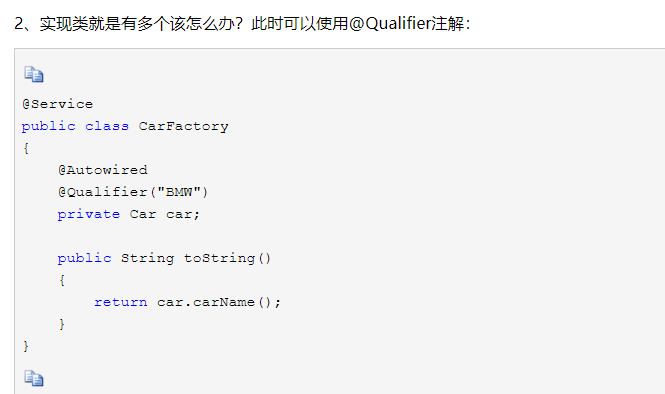 2、实现类就是有多个该怎么办？此时可以使用@Qualifier注解：
@Service
public class CarFactory
{
    @Autowired
    @Qualifier("BMW")
    private Car car;
    public String toString()
    {
        return car.carName();
    }
}